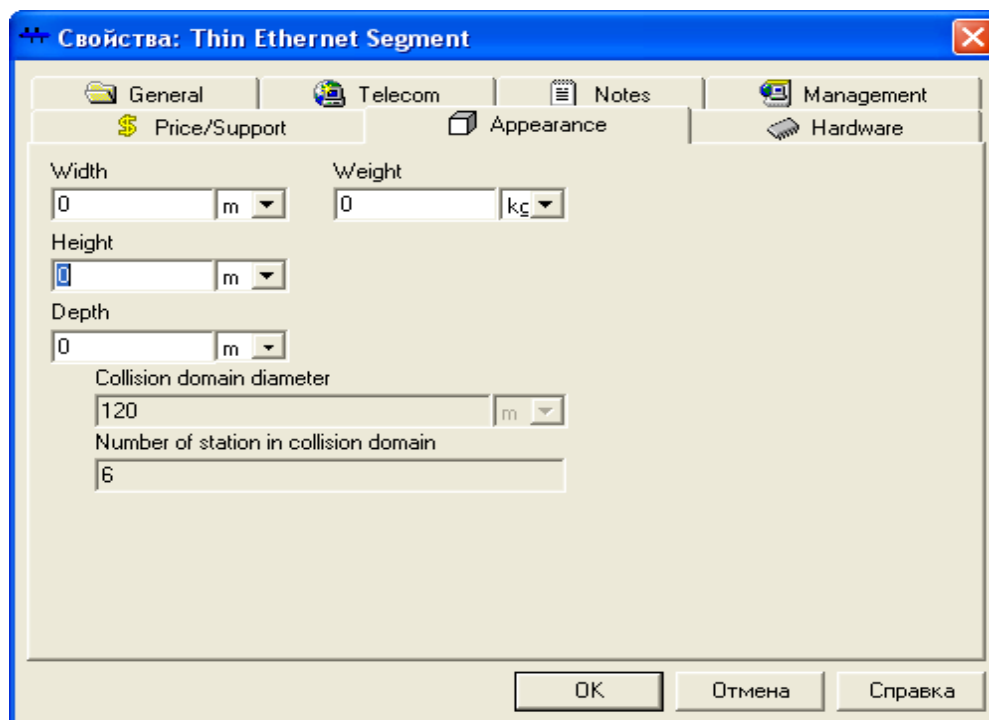 Свойства: Thin Ethernet Segment
General Telecom Notes Management
Price/Support Appearance Hardware
Width Weight
0 m 0 kg
Height
0 m
Depth
0 m
Collision domain diameter
120 m
Number of station in collision domain
6
OK Отмена Справка